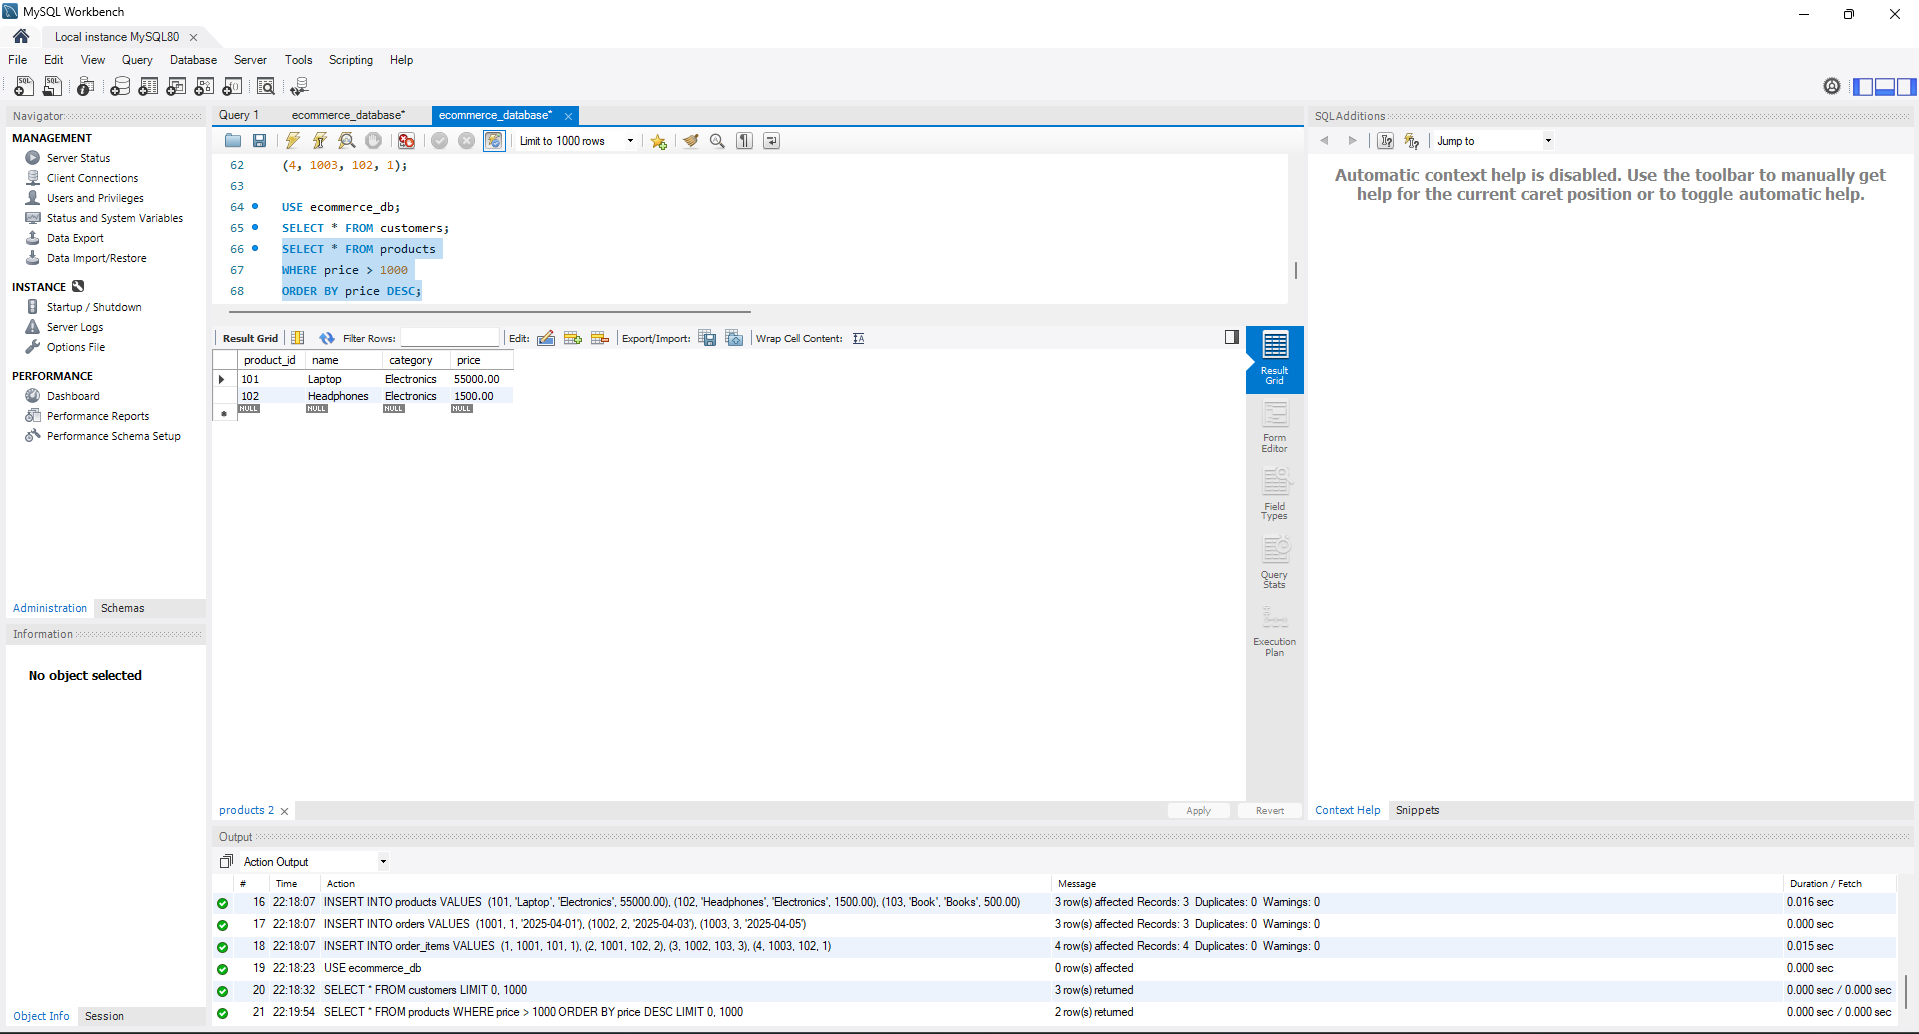 MySQL Workbench
Local instance MySQL80
File Edit View Query Database Server Tools Scripting Help
Navigator
MANAGEMENT
Server Status
Client Connections
Users and Privileges
Status and System Variables
Data Export
Data Import/Restore
INSTANCE
Startup / Shutdown
Server Logs
Options File
PERFORMANCE
Dashboard
Performance Reports
Performance Schema Setup
Administration Schemas
Information
No object selected
Object Info Session
Query 1 ecommerce_database* ecommerce_database*
Limit to 1000 rows
62 (4, 1003, 102, 1);
63
64 USE ecommerce_db;
65 SELECT * FROM customers;
66 SELECT * FROM products
67 WHERE price > 1000
68 ORDER BY price DESC;
Result Grid Filter Rows: Edit: Export/Import: Wrap Cell Content:
product_id name category price
101 Laptop Electronics 55000.00
102 Headphones Electronics 1500.00
NULL NULL NULL NULL
Result
Grid
Form
Editor
Field
Types
Query
Stats
Execution
Plan
products 2 Apply Revert
SQLAdditions
Jump to
Automatic context help is disabled. Use the toolbar to manually get
help for the current caret position or to toggle automatic help.
Context Help Snippets
Output
Action Output
# Time Action Message Duration / Fetch
16 22:18:07 INSERT INTO products VALUES (101, 'Laptop', 'Electronics', 55000.00), (102, 'Headphones', 'Electronics', 1500.00), (103, 'Book', 'Books', 500.00) 3 row(s) affected Records: 3 Duplicates: 0 Warnings: 0 0.016 sec
17 22:18:07 INSERT INTO orders VALUES (1001, 1, '2025-04-01'), (1002, 2, '2025-04-03'), (1003, 3, '2025-04-05') 3 row(s) affected Records: 3 Duplicates: 0 Warnings: 0 0.000 sec
18 22:18:07 INSERT INTO order_items VALUES (1, 1001, 101, 1), (2, 1001, 102, 2), (3, 1002, 103, 3), (4, 1003, 102, 1) 4 row(s) affected Records: 4 Duplicates: 0 Warnings: 0 0.015 sec
19 22:18:23 USE ecommerce_db 0 row(s) affected 0.000 sec
20 22:18:32 SELECT * FROM customers LIMIT 0, 1000 3 row(s) returned 0.000 sec / 0.000 sec
21 22:19:54 SELECT * FROM products WHERE price > 1000 ORDER BY price DESC LIMIT 0, 1000 2 row(s) returned 0.000 sec / 0.000 sec